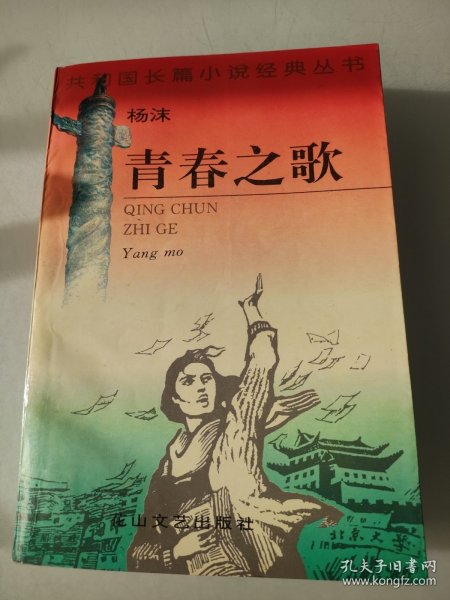 共和国长篇小说经典丛书
杨沫
青春之歌
QING CHUN
ZHI GE
Yang mo
北京大学
花山文艺出版社
孔夫子旧书网
www.kongfz.com